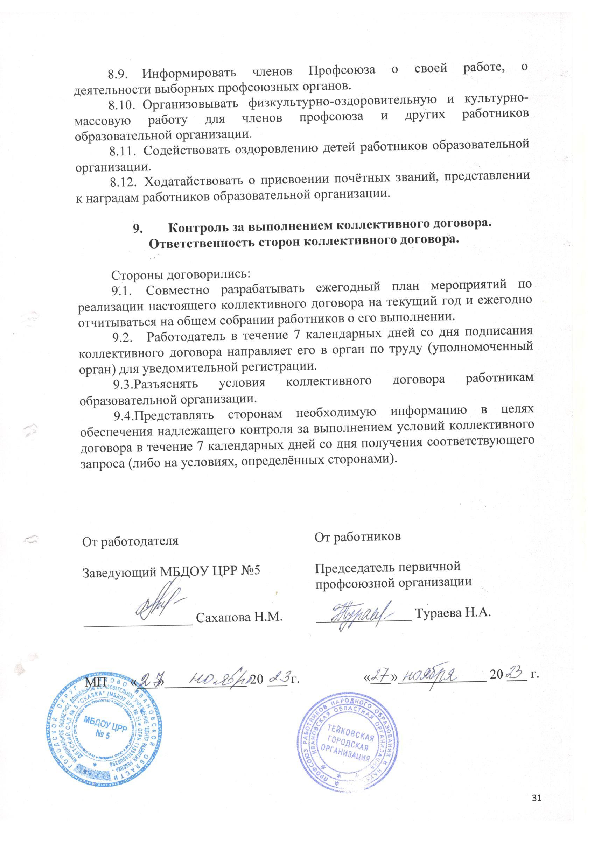 8.9. Информировать членов Профсоюза о своей работе, о
деятельности выборных профсоюзных органов.
8.10. Организовывать физкультурно-оздоровительную и культурно-
массовую работу для членов профсоюза и других работников
образовательной организации.
8.11. Содействовать оздоровлению детей работников образовательной
организации.
8.12. Ходатайствовать о присвоении почётных званий, представлении
к наградам работников образовательной организации.
9. Контроль за выполнением коллективного договора.
Ответственность сторон коллективного договора.
Стороны договорились:
9.1. Совместно разрабатывать ежегодный план мероприятий по
реализации настоящего коллективного договора на текущий год и ежегодно
отчитываться на общем собрании работников о его выполнении.
9.2. Работодатель в течение 7 календарных дней со дня подписания
коллективного договора направляет его в орган по труду (уполномоченный
орган) для уведомительной регистрации.
9.3.Разъяснять условия коллективного договора работникам
образовательной организации.
9.4.Представлять сторонам необходимую информацию в целях
обеспечения надлежащего контроля за выполнением условий коллективного
договора в течение 7 календарных дней со дня получения соответствующего
запроса (либо на условиях, определённых сторонами).
От работодателя
От работников
Заведующий МБДОУ ЦРР №5
Председатель первичной
профсоюзной организации
Саханова Н.М.
Тураева Н.А.
МП «27» ноября 2023 г.
«27» ноября 2023 г.
МБДОУ ЦРР
№ 5
ТЕЙКОВСКАЯ
ГОРОДСКАЯ
ОРГАНИЗАЦИЯ
31